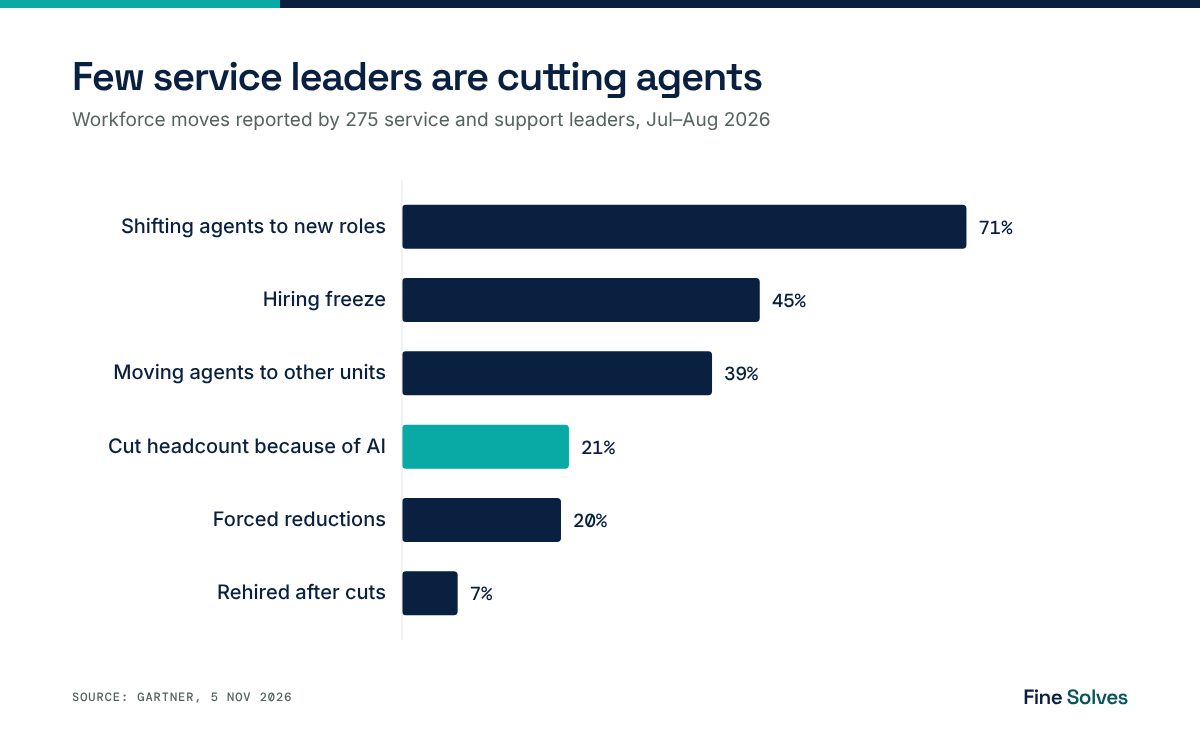 Few service leaders are cutting agents
Workforce moves reported by 275 service and support leaders, Jul–Aug 2026
Shifting agents to new roles 71%
Hiring freeze 45%
Moving agents to other units 39%
Cut headcount because of AI 21%
Forced reductions 20%
Rehired after cuts 7%
SOURCE: GARTNER, 5 NOV 2026
Fine Solves